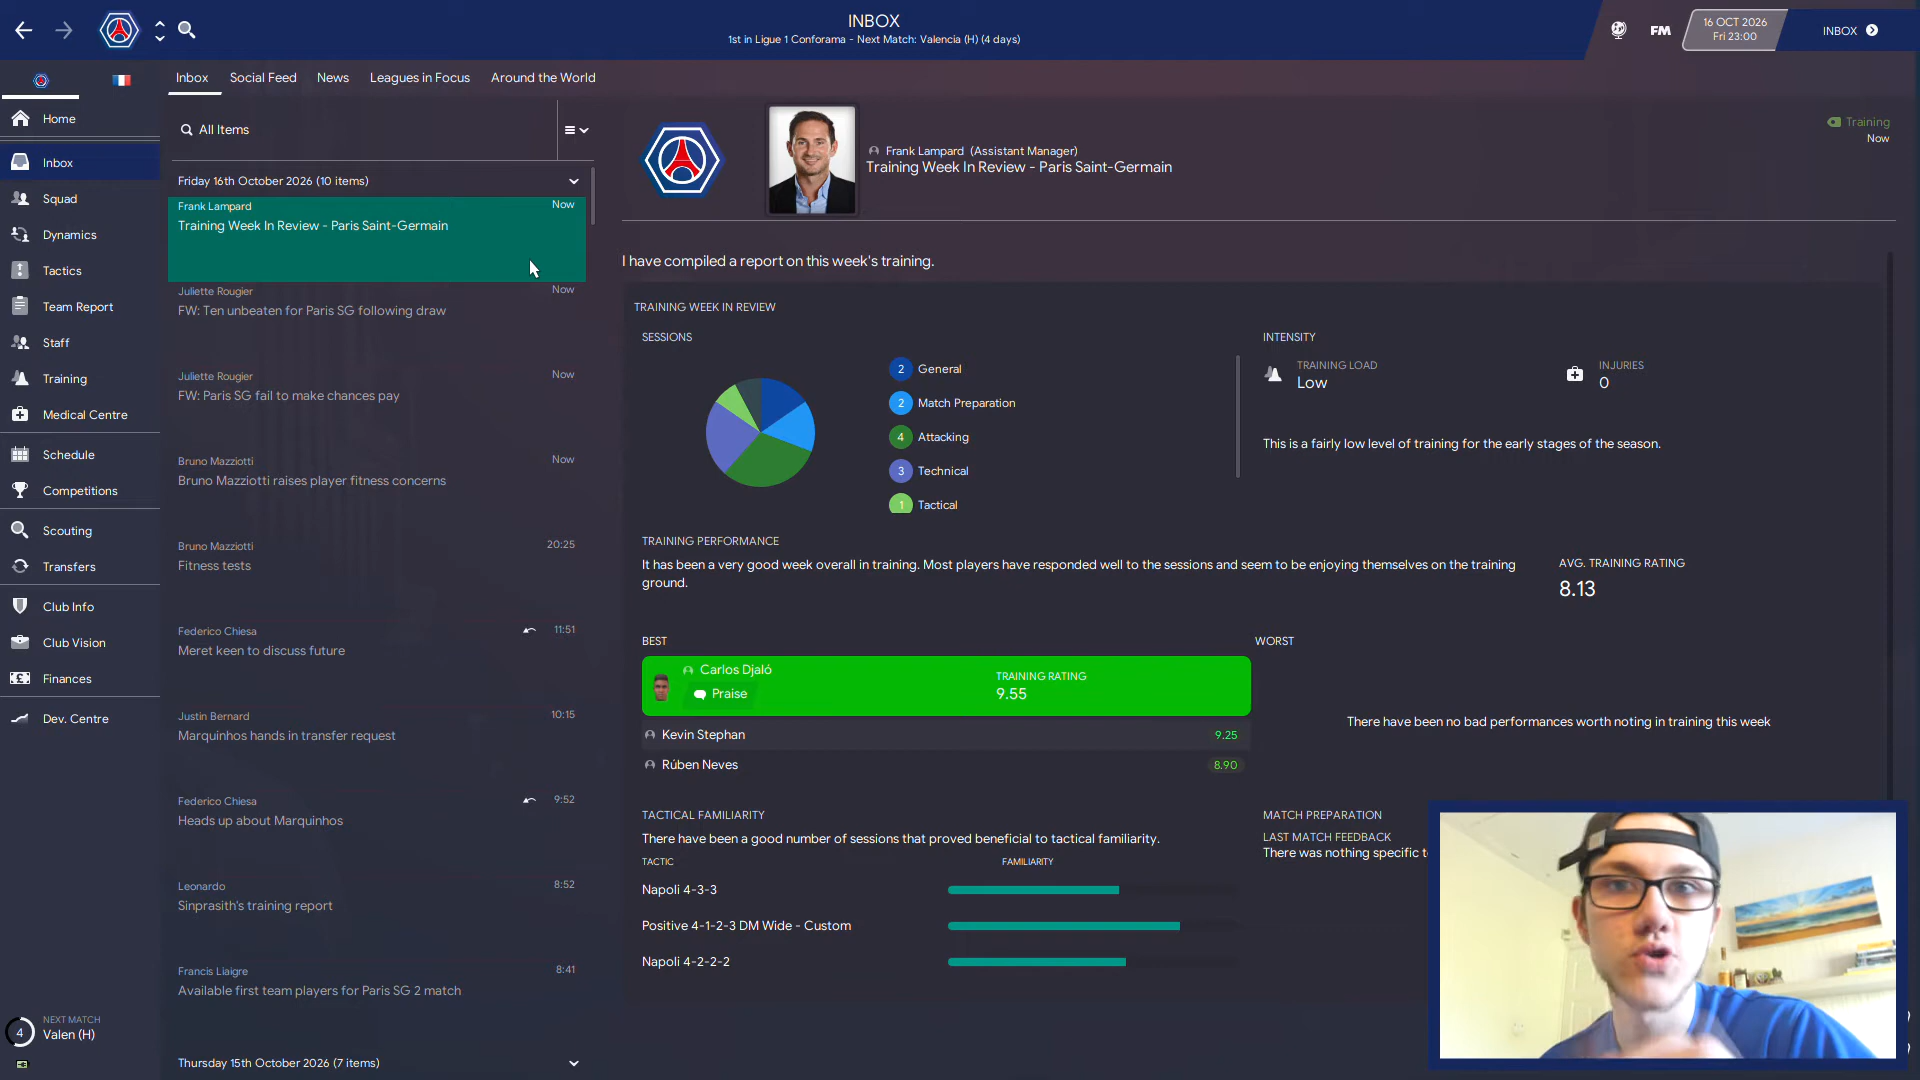 INBOX
1st in Ligue 1 Conforama - Next Match: Valencia (H) (4 days)
FM
16 OCT 2026
Fri 23:00
INBOX
Inbox
Social Feed
News
Leagues in Focus
Around the World
Home
Inbox
Squad
Dynamics
Tactics
Team Report
Staff
Training
Medical Centre
Schedule
Competitions
Scouting
Transfers
Club Info
Club Vision
Finances
Dev. Centre
4
NEXT MATCH
Valen (H)
All Items
Friday 16th October 2026 (10 items)
Frank Lampard
Now
Training Week In Review - Paris Saint-Germain
Juliette Rougier
Now
FW: Ten unbeaten for Paris SG following draw
Juliette Rougier
Now
FW: Paris SG fail to make chances pay
Bruno Mazziotti
Now
Bruno Mazziotti raises player fitness concerns
Bruno Mazziotti
20:25
Fitness tests
Federico Chiesa
11:51
Meret keen to discuss future
Justin Bernard
10:15
Marquinhos hands in transfer request
Federico Chiesa
9:52
Heads up about Marquinhos
Leonardo
8:52
Sinprasith's training report
Francis Liaigre
8:41
Available first team players for Paris SG 2 match
Thursday 15th October 2026 (7 items)
Frank Lampard (Assistant Manager)
Training Week In Review - Paris Saint-Germain
Training
Now
I have compiled a report on this week's training.
TRAINING WEEK IN REVIEW
SESSIONS
2 General
2 Match Preparation
4 Attacking
3 Technical
1 Tactical
INTENSITY
TRAINING LOAD
Low
INJURIES
0
This is a fairly low level of training for the early stages of the season.
TRAINING PERFORMANCE
It has been a very good week overall in training. Most players have responded well to the sessions and seem to be enjoying themselves on the training
ground.
AVG. TRAINING RATING
8.13
BEST
Carlos Djaló
Praise
TRAINING RATING
9.55
Kevin Stephan
9.25
Rúben Neves
8.90
WORST
There have been no bad performances worth noting in training this week
TACTICAL FAMILIARITY
There have been a good number of sessions that proved beneficial to tactical familiarity.
TACTIC
FAMILIARITY
Napoli 4-3-3
Positive 4-1-2-3 DM Wide - Custom
Napoli 4-2-2-2
MATCH PREPARATION
LAST MATCH FEEDBACK
There was nothing specific